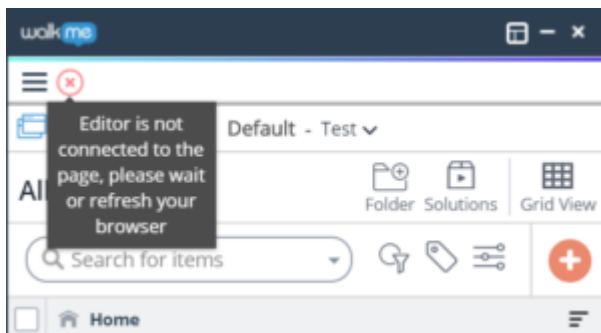 walkme
Editor is not
connected to the
page, please wait
or refresh your
browser
Default - Test
All
Folder Solutions Grid View
Search for items
Home